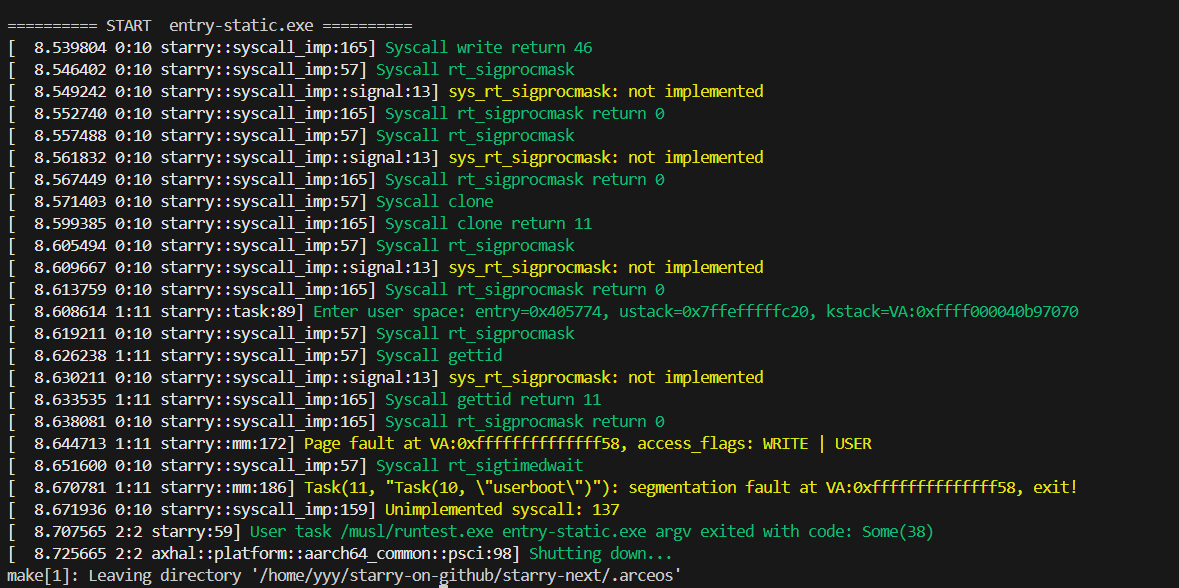 ========== START  entry-static.exe ==========
[  8.539804 0:10 starry::syscall_imp:165] Syscall write return 46
[  8.546402 0:10 starry::syscall_imp:57] Syscall rt_sigprocmask
[  8.549242 0:10 starry::syscall_imp::signal:13] sys_rt_sigprocmask: not implemented
[  8.552740 0:10 starry::syscall_imp:165] Syscall rt_sigprocmask return 0
[  8.557488 0:10 starry::syscall_imp:57] Syscall rt_sigprocmask
[  8.561832 0:10 starry::syscall_imp::signal:13] sys_rt_sigprocmask: not implemented
[  8.567449 0:10 starry::syscall_imp:165] Syscall rt_sigprocmask return 0
[  8.571403 0:10 starry::syscall_imp:57] Syscall clone
[  8.599385 0:10 starry::syscall_imp:165] Syscall clone return 11
[  8.605494 0:10 starry::syscall_imp:57] Syscall rt_sigprocmask
[  8.609667 0:10 starry::syscall_imp::signal:13] sys_rt_sigprocmask: not implemented
[  8.613759 0:10 starry::syscall_imp:165] Syscall rt_sigprocmask return 0
[  8.608614 1:11 starry::task:89] Enter user space: entry=0x405774, ustack=0x7ffefffffc20, kstack=VA:0xffff000040b97070
[  8.619211 0:10 starry::syscall_imp:57] Syscall rt_sigprocmask
[  8.626238 1:11 starry::syscall_imp:57] Syscall gettid
[  8.630211 0:10 starry::syscall_imp::signal:13] sys_rt_sigprocmask: not implemented
[  8.633535 1:11 starry::syscall_imp:165] Syscall gettid return 11
[  8.638081 0:10 starry::syscall_imp:165] Syscall rt_sigprocmask return 0
[  8.644713 1:11 starry::mm:172] Page fault at VA:0xffffffffffffff58, access_flags: WRITE | USER
[  8.651600 0:10 starry::syscall_imp:57] Syscall rt_sigtimedwait
[  8.670781 1:11 starry::mm:186] Task(11, "Task(10, \"userboot\")"): segmentation fault at VA:0xffffffffffffff58, exit!
[  8.671936 0:10 starry::syscall_imp:159] Unimplemented syscall: 137
[  8.707565 2:2 starry:59] User task /musl/runtest.exe entry-static.exe argv exited with code: Some(38)
[  8.725665 2:2 axhal::platform::aarch64_common::psci:98] Shutting down...
make[1]: Leaving directory '/home/yyy/starry-on-github/starry-next/.arceos'